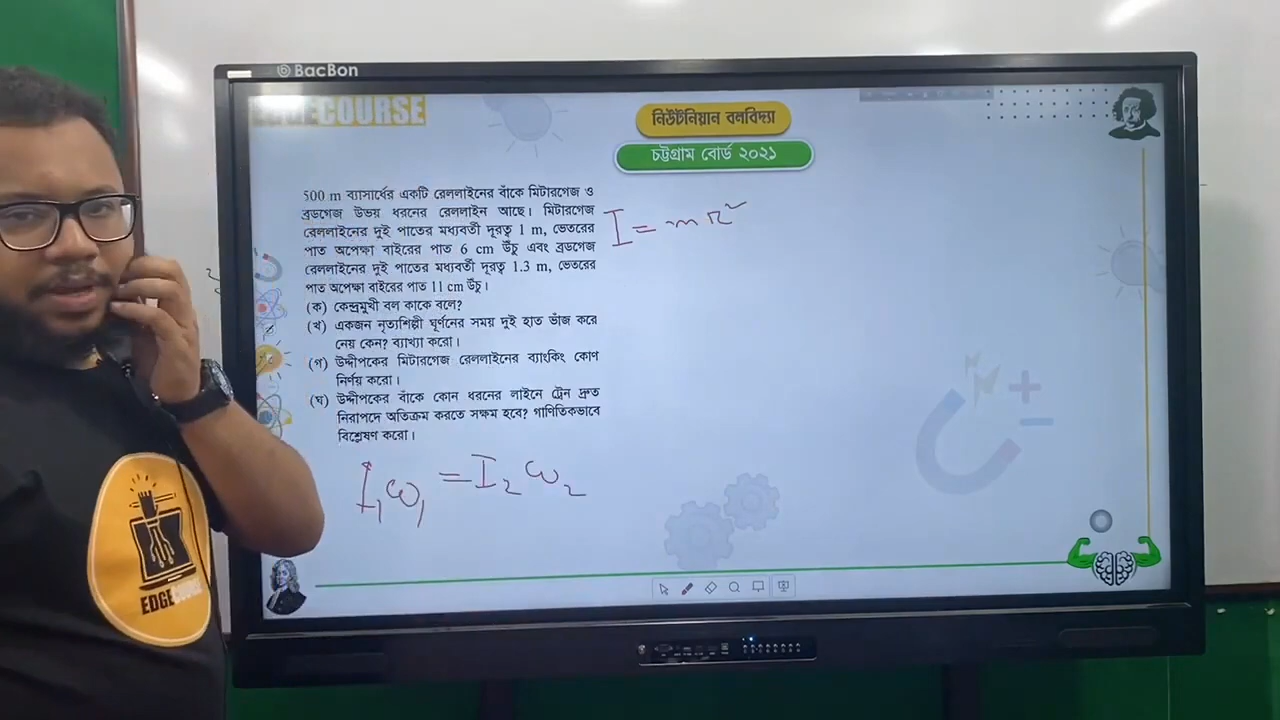 BacBon
EDGECOURSE
নিউটনিয়ান বলবিদ্যা
চট্টগ্রাম বোর্ড ২০২১
500 m ব্যাসার্ধের একটি রেললাইনের বাঁকে মিটারগেজ ও
ব্রডগেজ উভয় ধরনের রেললাইন আছে। মিটারগেজ
রেললাইনের দুই পাতের মধ্যবর্তী দূরত্ব 1 m, ভেতরের
পাত অপেক্ষা বাইরের পাত 6 cm উঁচু এবং ব্রডগেজ
রেললাইনের দুই পাতের মধ্যবর্তী দূরত্ব 1.3 m, ভেতরের
পাত অপেক্ষা বাইরের পাত 11 cm উঁচু।
(ক) কেন্দ্রমুখী বল কাকে বলে?
(খ) একজন নৃত্যশিল্পী ঘূর্ণনের সময় দুই হাত ভাঁজ করে
নেয় কেন? ব্যাখ্যা করো।
(গ) উদ্দীপকের মিটারগেজ রেললাইনের ব্যাংকিং কোণ
নির্ণয় করো।
(ঘ) উদ্দীপকের বাঁকে কোন ধরনের লাইনে ট্রেন দ্রুত
নিরাপদে অতিক্রম করতে সক্ষম হবে? গাণিতিকভাবে
বিশ্লেষণ করো।
I = mr²
I₁ω₁ = I₂ω₂
EDGECOURSE